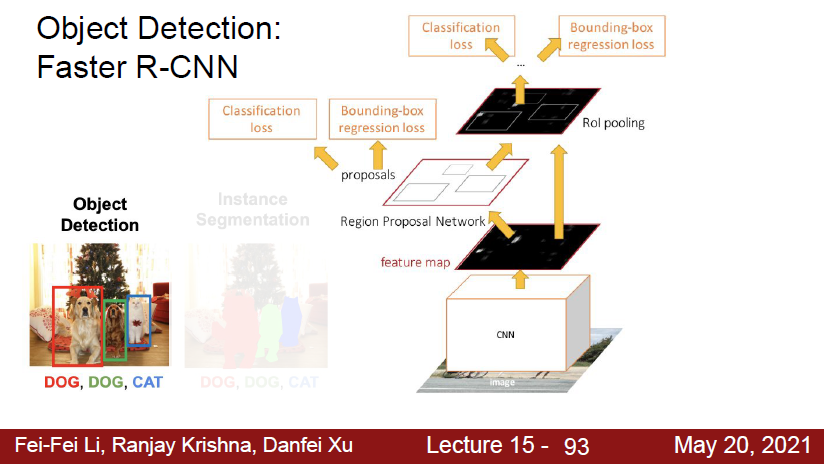 Object Detection:
Faster R-CNN
Classification
loss
Bounding-box
regression loss
...
RoI pooling
Classification
loss
Bounding-box
regression loss
proposals
Region Proposal Network
feature map
CNN
image
Object
Detection
DOG, DOG, CAT
Instance
Segmentation
DOG, DOG, CAT
Fei-Fei Li, Ranjay Krishna, Danfei Xu
Lecture 15 - 93
May 20, 2021